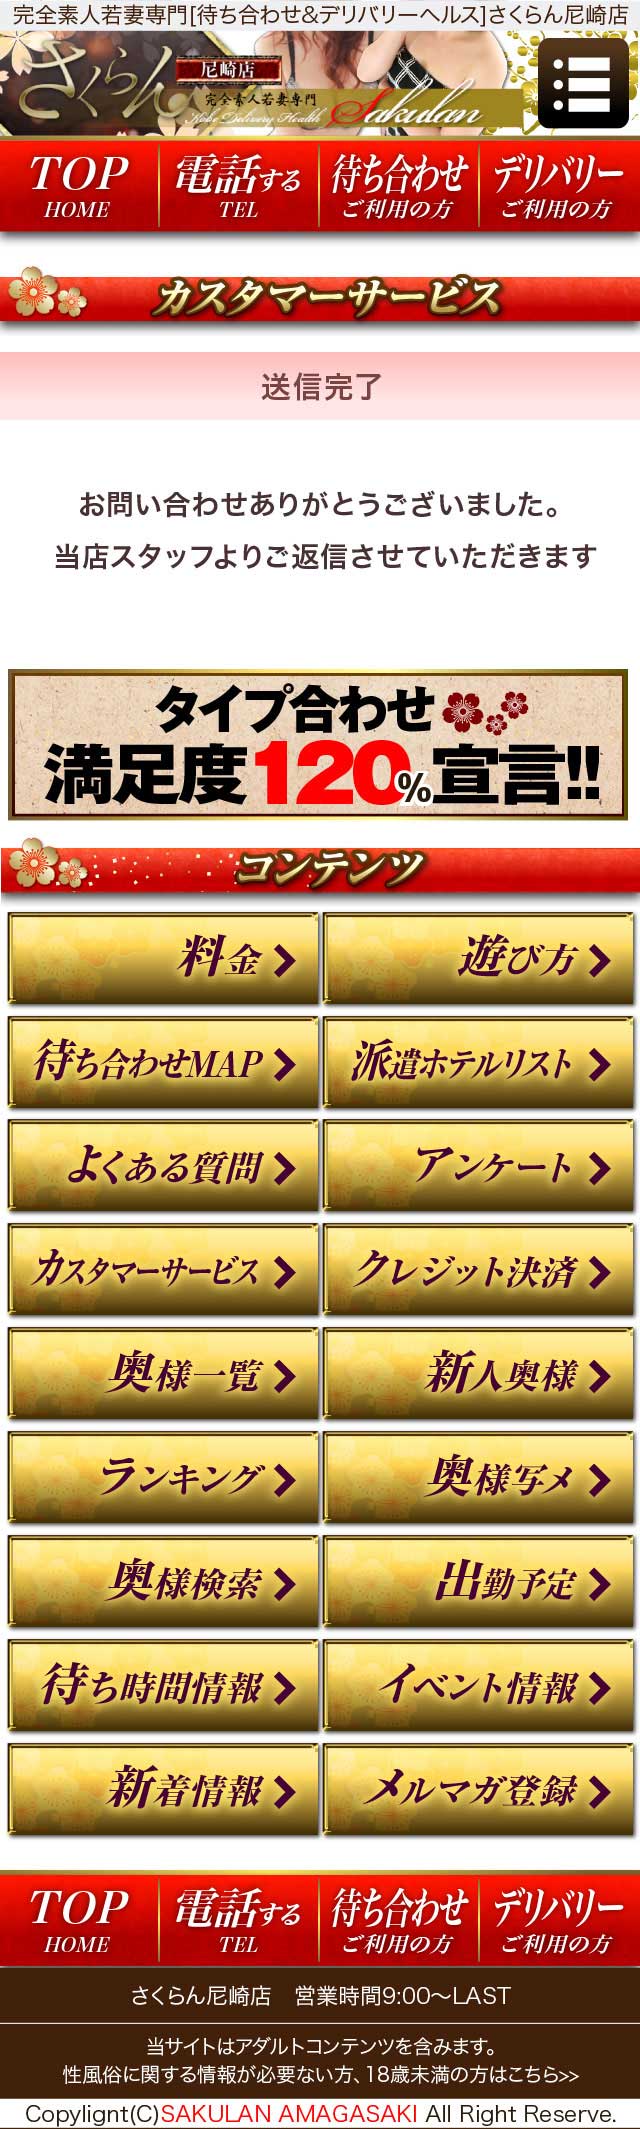 完全素人若妻専門[待ち合わせ&デリバリーヘルス]さくらん尼崎店
さくらん
尼崎店
完全素人若妻専門
Kobe Delivery Health
Sakulan
TOP
HOME
電話する
TEL
待ち合わせ
ご利用の方
デリバリー
ご利用の方
カスタマーサービス
送信完了
お問い合わせありがとうございました。
当店スタッフよりご返信させていただきます
タイプ合わせ
満足度120%宣言!!
コンテンツ
料金
遊び方
待ち合わせMAP
派遣ホテルリスト
よくある質問
アンケート
カスタマーサービス
クレジット決済
奥様一覧
新人奥様
ランキング
奥様写メ
奥様検索
出勤予定
待ち時間情報
イベント情報
新着情報
メルマガ登録
TOP
HOME
電話する
TEL
待ち合わせ
ご利用の方
デリバリー
ご利用の方
さくらん尼崎店　営業時間9:00〜LAST
当サイトはアダルトコンテンツを含みます。
性風俗に関する情報が必要ない方、18歳未満の方はこちら>>
Copylignt(C)SAKULAN AMAGASAKI All Right Reserve.